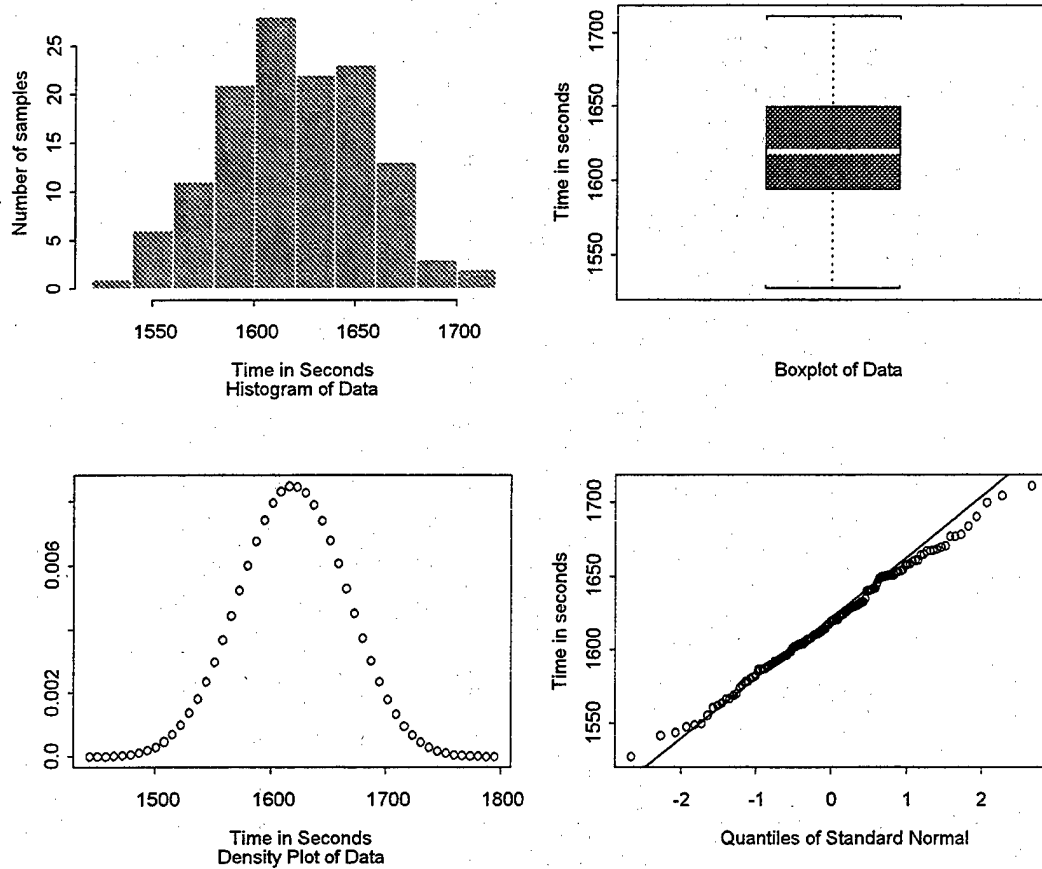 Number of samples
25
20
15
10
5
0
1550 1600 1650 1700
Time in Seconds
Histogram of Data
Time in seconds
1700
1650
1600
1550
Boxplot of Data
0.006
0.002
0.0
1500 1600 1700 1800
Time in Seconds
Density Plot of Data
Time in seconds
1700
1650
1600
1550
-2 -1 0 1 2
Quantiles of Standard Normal